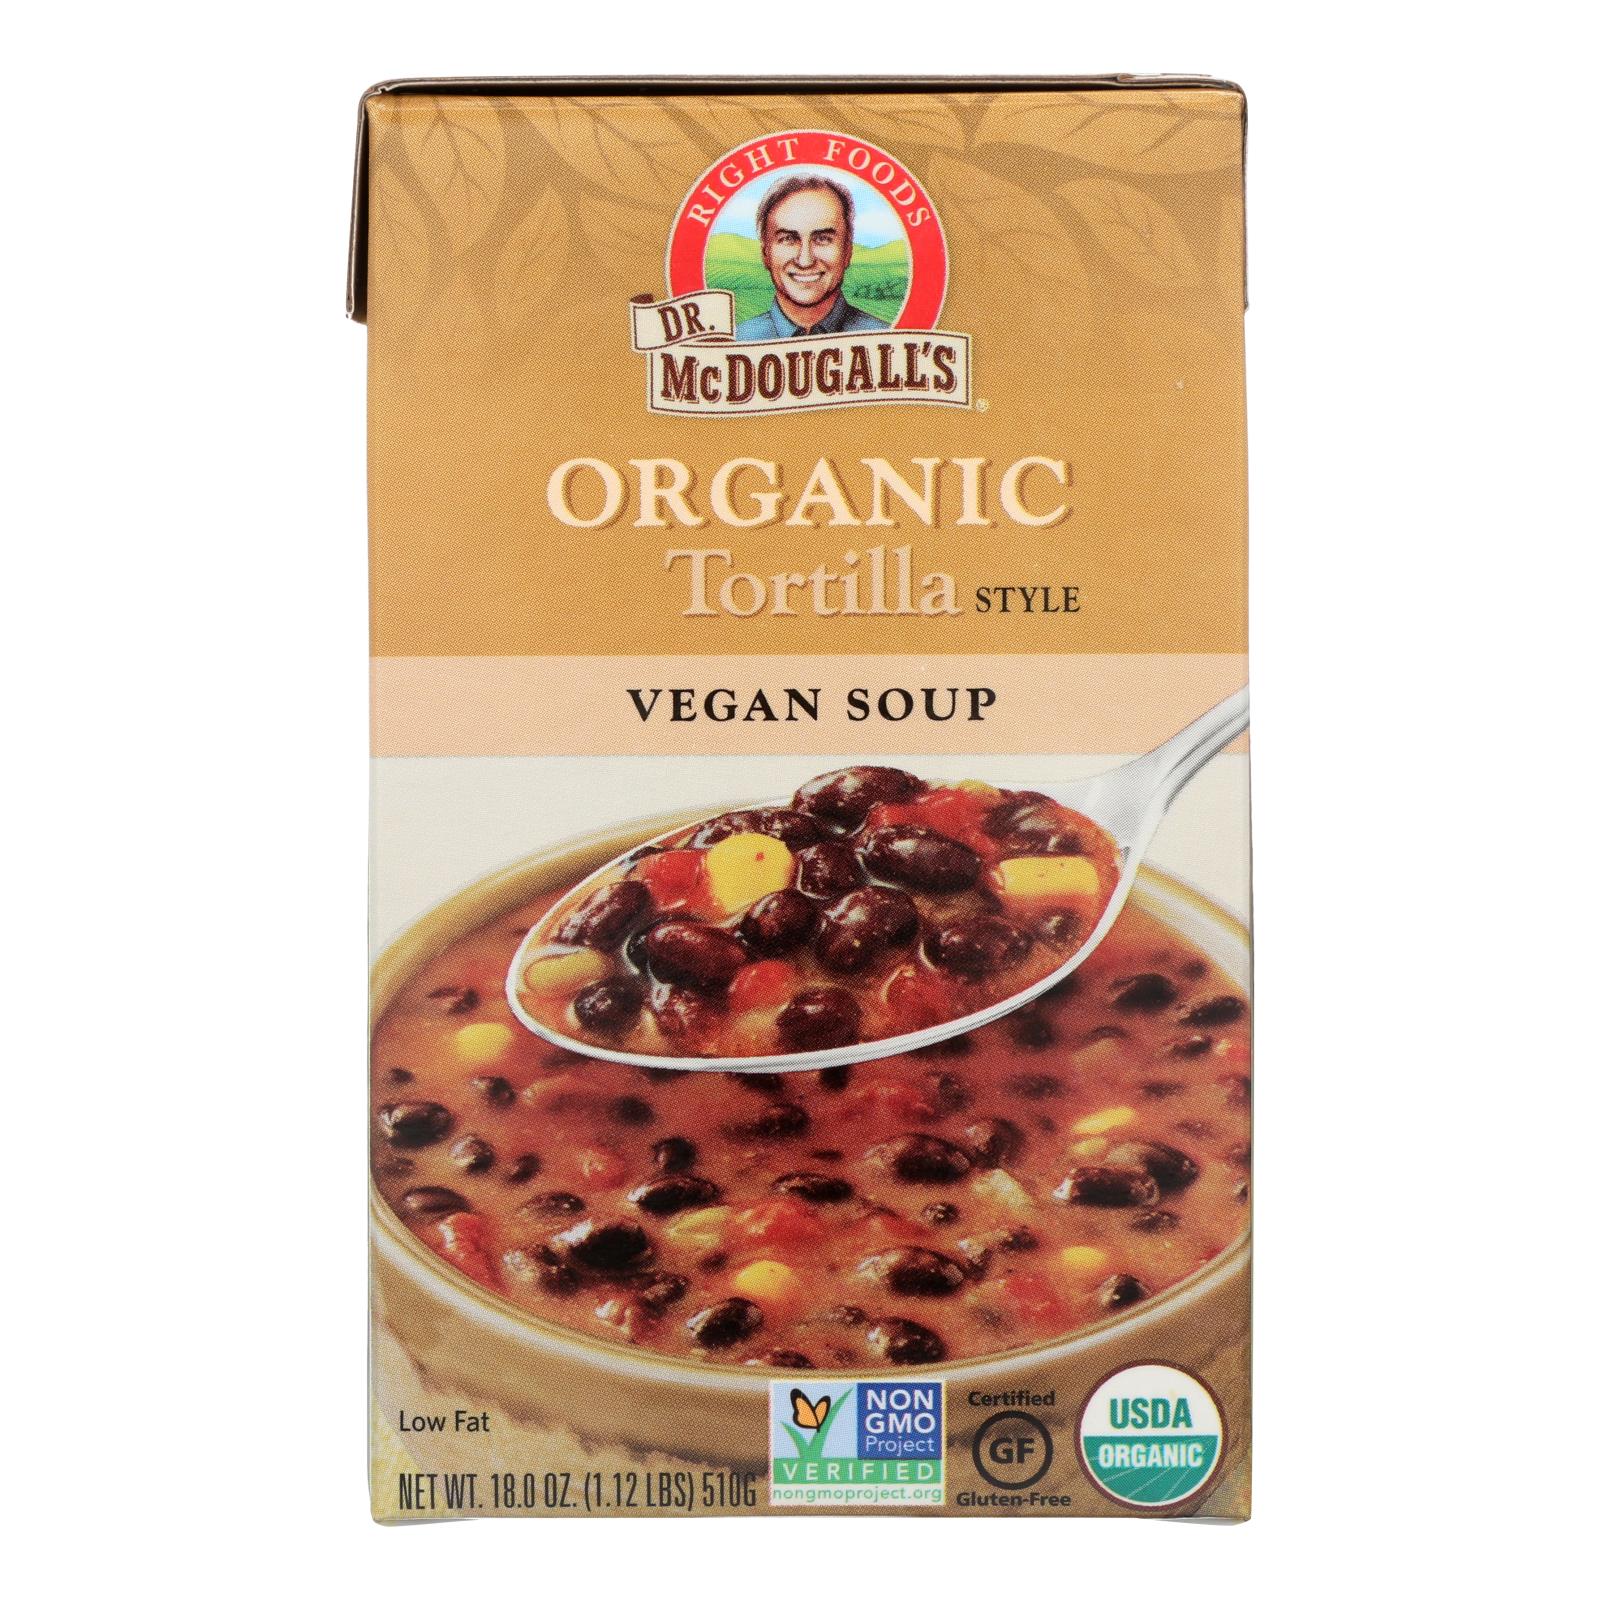 RIGHT FOODS
DR.
McDOUGALL'S®
ORGANIC
Tortilla STYLE
VEGAN SOUP
Low Fat
NET WT. 18.0 OZ. (1.12 LBS) 510G
NON
GMO
Project
VERIFIED
nongmoproject.org
Certified
GF
Gluten-Free
USDA
ORGANIC